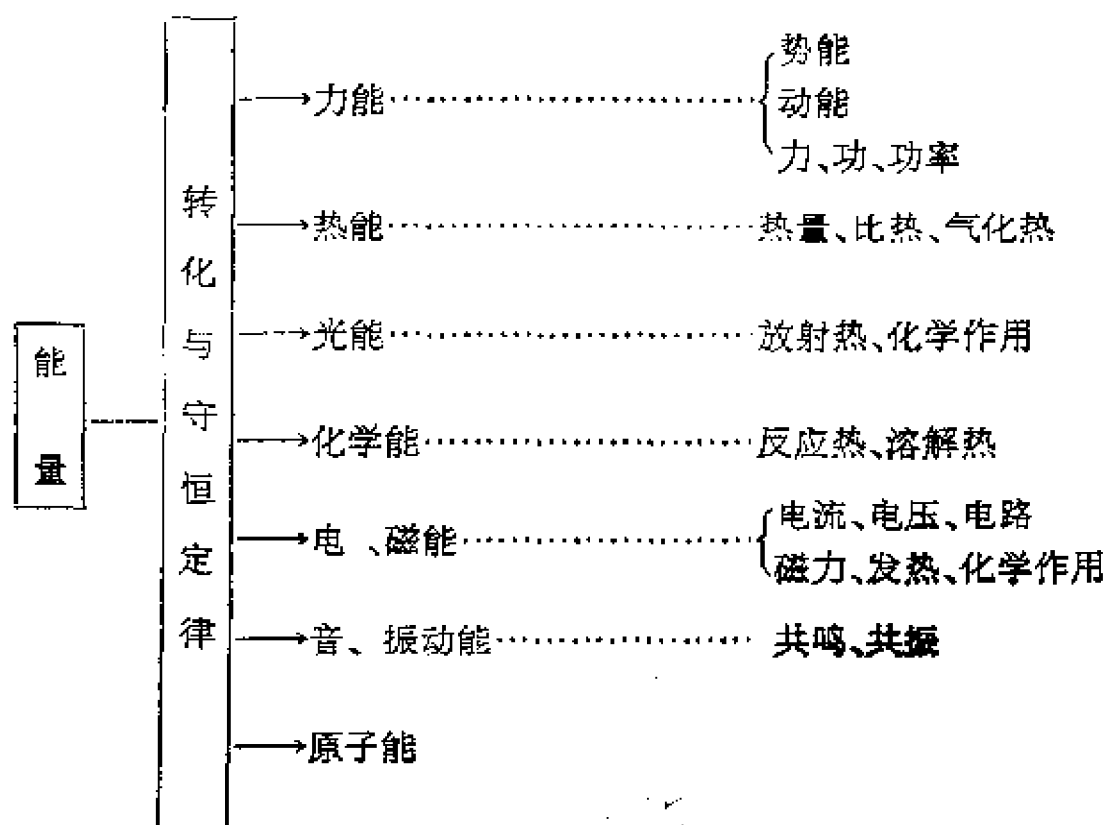 能量
转化与守恒定律
力能
势能
动能
力、功、功率
热能
热量、比热、气化热
光能
放射热、化学作用
化学能
反应热、溶解热
电、磁能
电流、电压、电路
磁力、发热、化学作用
音、振动能
共鸣、共振
原子能